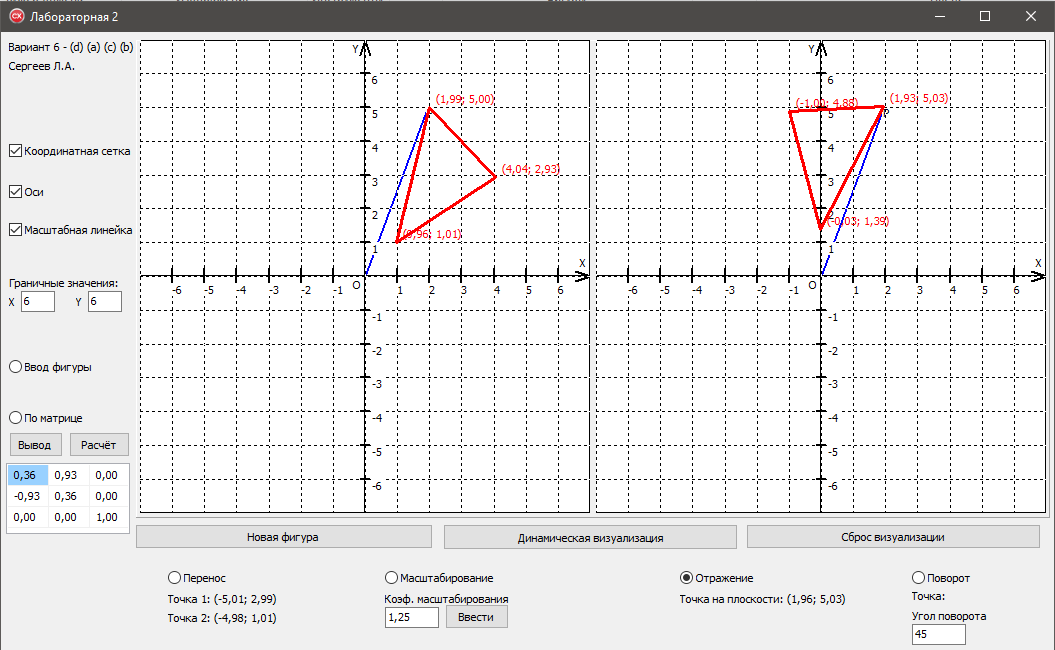 Лабораторная 2
Вариант 6 - (d) (a) (c) (b)
Сергеев Л.А.
Координатная сетка
Оси
Масштабная линейка
Граничные значения:
X 6 Y 6
Ввод фигуры
По матрице
Вывод Расчёт
0,36 0,93 0,00
-0,93 0,36 0,00
0,00 0,00 1,00
Y
6
5
4
3
2
1
-1
-2
-3
-4
-5
-6
-6 -5 -4 -3 -2 -1 O 1 2 3 4 5 6 X
(1,99; 5,00)
(4,04; 2,93)
(0,96; 1,01)
Y
6
5
4
3
2
1
-1
-2
-3
-4
-5
-6
-6 -5 -4 -3 -2 -1 O 1 2 3 4 5 6 X
(-1,00; 4,88)
(1,93; 5,03)
P
(-0,03; 1,39)
Новая фигура
Динамическая визуализация
Сброс визуализации
Перенос
Точка 1: (-5,01; 2,99)
Точка 2: (-4,98; 1,01)
Масштабирование
Коэф. масштабирования
1,25 Ввести
Отражение
Точка на плоскости: (1,96; 5,03)
Поворот
Точка:
Угол поворота
45